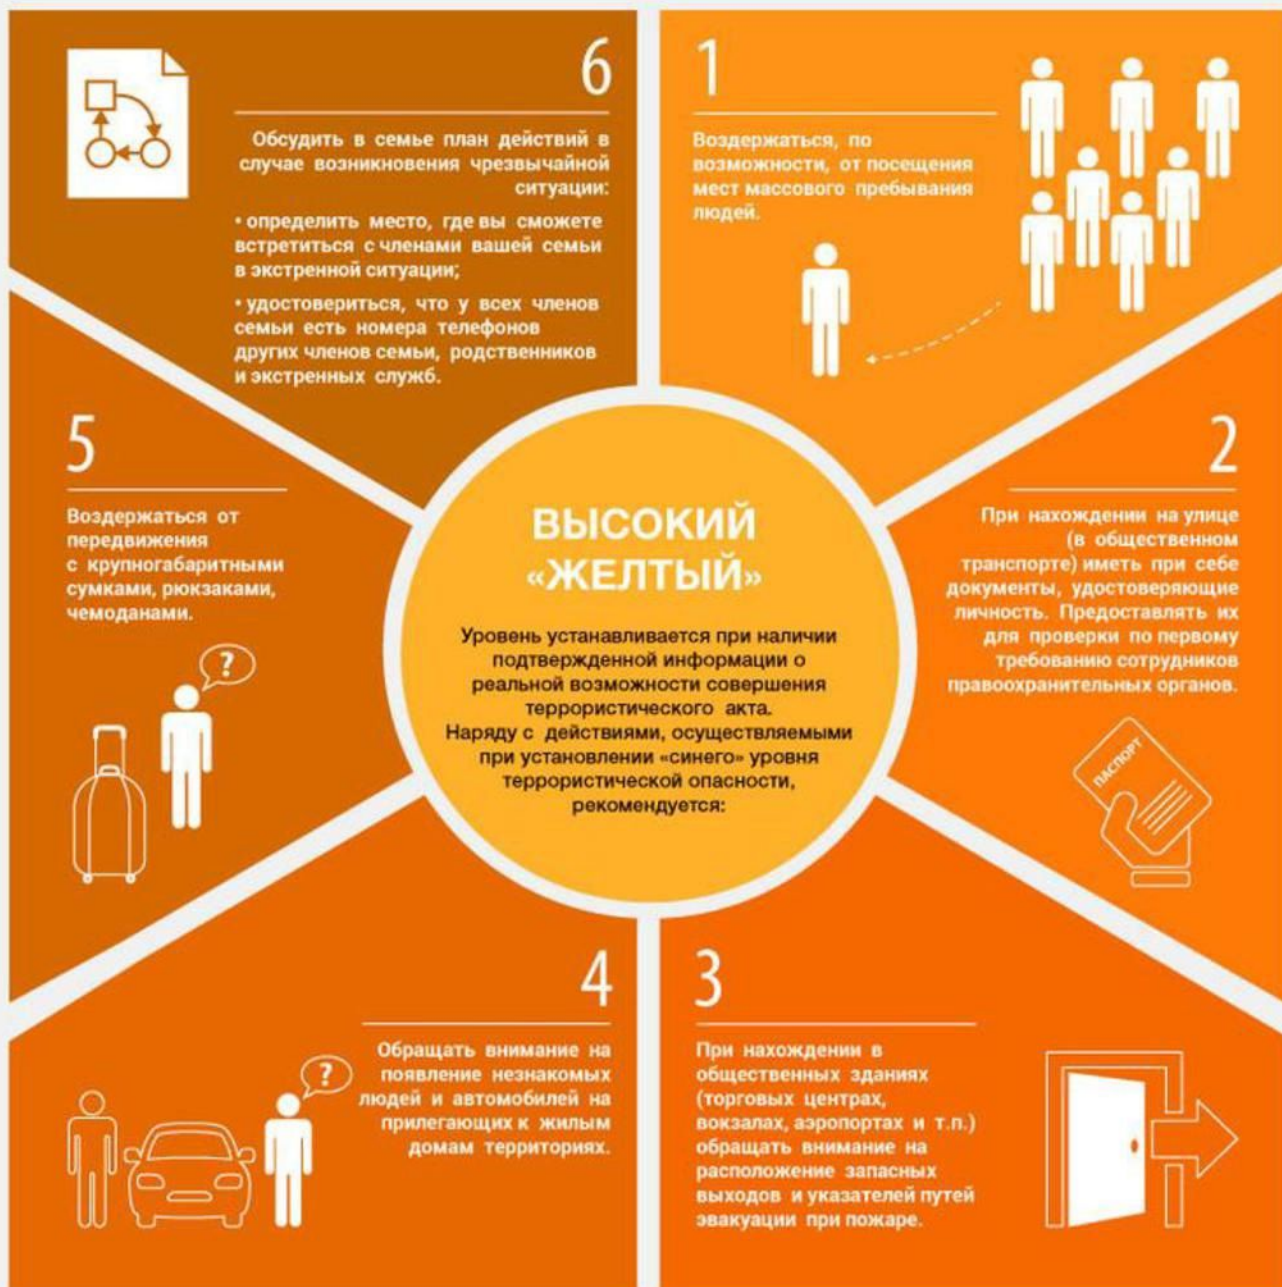 6
Обсудить в семье план действий в
случае возникновения чрезвычайной
ситуации:
• определить место, где вы сможете
встретиться с членами вашей семьи
в экстренной ситуации;
• удостовериться, что у всех членов
семьи есть номера телефонов
других членов семьи, родственников
и экстренных служб.
1
Воздержаться, по
возможности, от посещения
мест массового пребывания
людей.
5
Воздержаться от
передвижения
с крупногабаритными
сумками, рюкзаками,
чемоданами.
?
ВЫСОКИЙ
«ЖЕЛТЫЙ»
Уровень устанавливается при наличии
подтвержденной информации о
реальной возможности совершения
террористического акта.
Наряду с действиями, осуществляемыми
при установлении «синего» уровня
террористической опасности,
рекомендуется:
2
При нахождении на улице
(в общественном
транспорте) иметь при себе
документы, удостоверяющие
личность. Предоставлять их
для проверки по первому
требованию сотрудников
правоохранительных органов.
ПАСПОРТ
4
Обращать внимание на
появление незнакомых
людей и автомобилей на
прилегающих к жилым
домам территориях.
?
3
При нахождении в
общественных зданиях
(торговых центрах,
вокзалах, аэропортах и т.п.)
обращать внимание на
расположение запасных
выходов и указателей путей
эвакуации при пожаре.